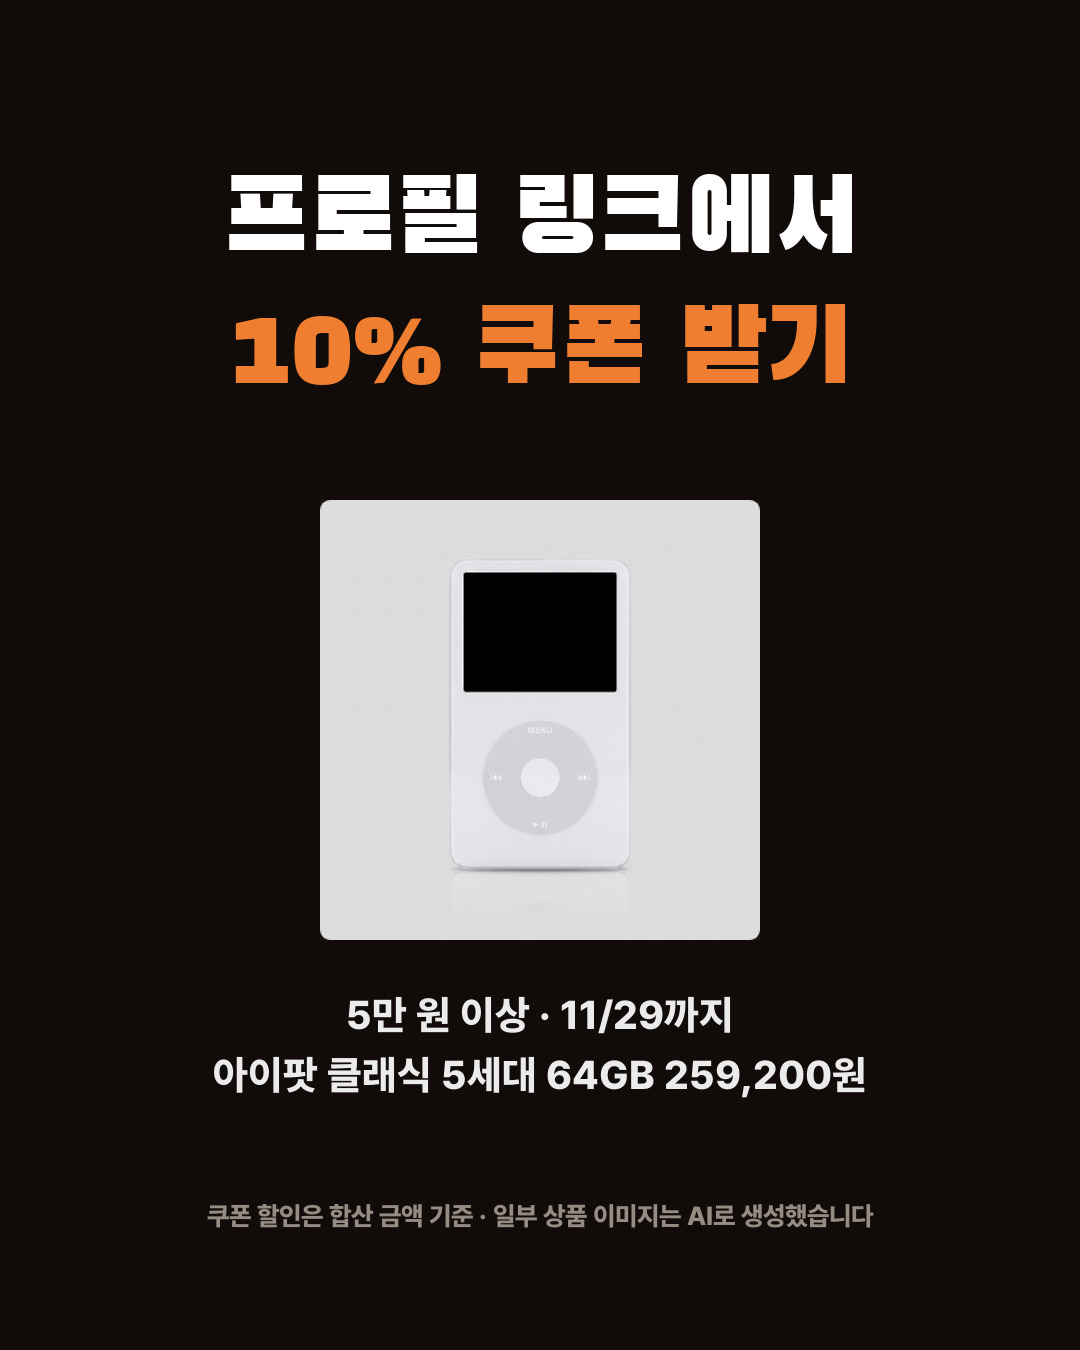 프로필 링크에서
10% 쿠폰 받기
MENU
5만 원 이상 · 11/29까지
아이팟 클래식 5세대 64GB 259,200원
쿠폰 할인은 합산 금액 기준 · 일부 상품 이미지는 AI로 생성했습니다